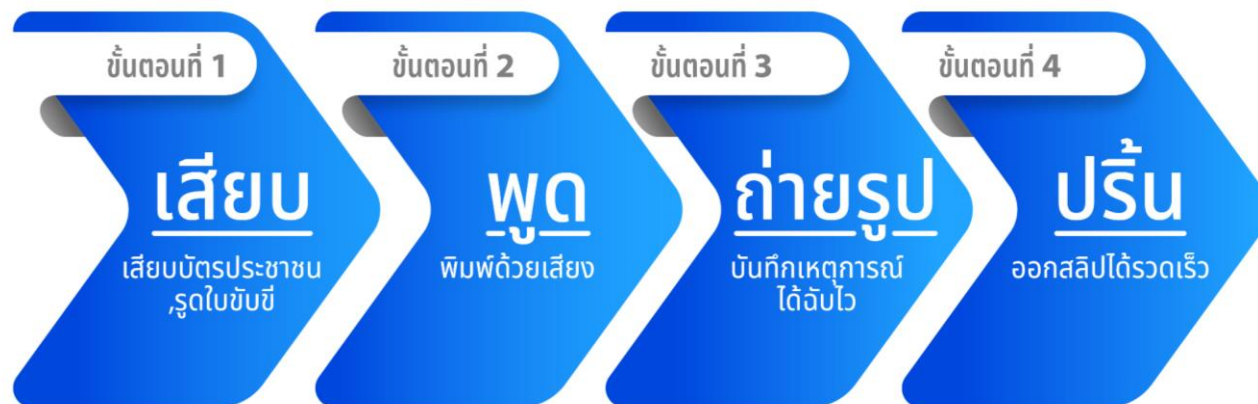 ขั้นตอนที่ 1
เสียบ
เสียบบัตรประชาชน
,รูดใบขับขี่
ขั้นตอนที่ 2
พูด
พิมพ์ด้วยเสียง
ขั้นตอนที่ 3
ถ่ายรูป
บันทึกเหตุการณ์
ได้ฉับไว
ขั้นตอนที่ 4
ปริ้น
ออกสลิปได้รวดเร็ว